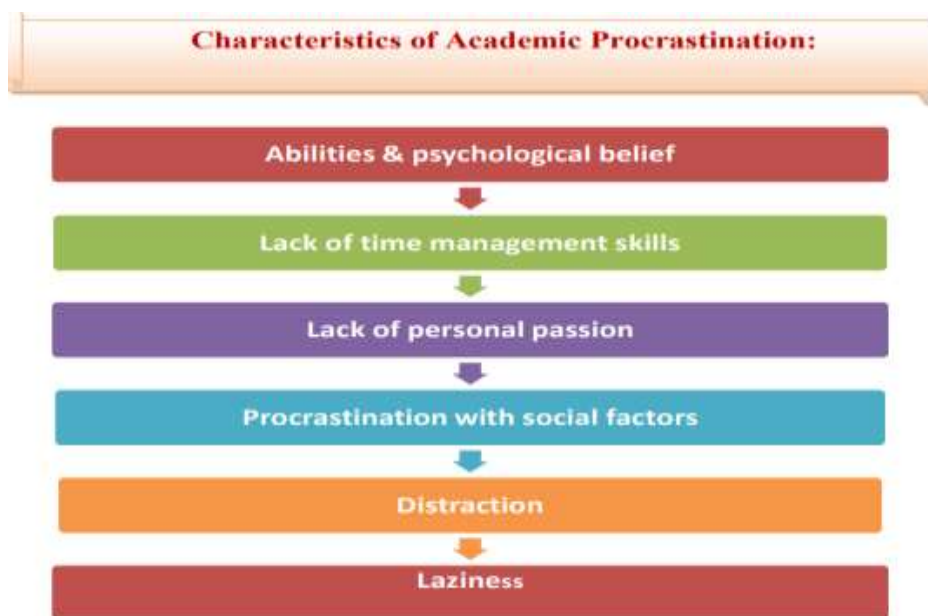 Characteristics of Academic Procrastination:
Abilities & psychological belief
Lack of time management skills
Lack of personal passion
Procrastination with social factors
Distraction
Laziness